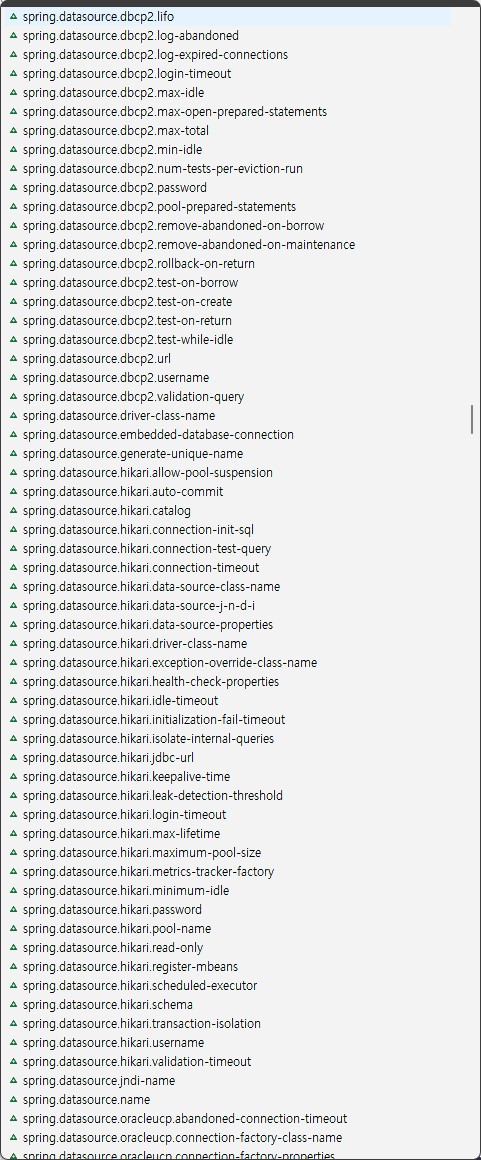 spring.datasource.dbcp2.lifo
spring.datasource.dbcp2.log-abandoned
spring.datasource.dbcp2.log-expired-connections
spring.datasource.dbcp2.login-timeout
spring.datasource.dbcp2.max-idle
spring.datasource.dbcp2.max-open-prepared-statements
spring.datasource.dbcp2.max-total
spring.datasource.dbcp2.min-idle
spring.datasource.dbcp2.num-tests-per-eviction-run
spring.datasource.dbcp2.password
spring.datasource.dbcp2.pool-prepared-statements
spring.datasource.dbcp2.remove-abandoned-on-borrow
spring.datasource.dbcp2.remove-abandoned-on-maintenance
spring.datasource.dbcp2.rollback-on-return
spring.datasource.dbcp2.test-on-borrow
spring.datasource.dbcp2.test-on-create
spring.datasource.dbcp2.test-on-return
spring.datasource.dbcp2.test-while-idle
spring.datasource.dbcp2.url
spring.datasource.dbcp2.username
spring.datasource.dbcp2.validation-query
spring.datasource.driver-class-name
spring.datasource.embedded-database-connection
spring.datasource.generate-unique-name
spring.datasource.hikari.allow-pool-suspension
spring.datasource.hikari.auto-commit
spring.datasource.hikari.catalog
spring.datasource.hikari.connection-init-sql
spring.datasource.hikari.connection-test-query
spring.datasource.hikari.connection-timeout
spring.datasource.hikari.data-source-class-name
spring.datasource.hikari.data-source-j-n-d-i
spring.datasource.hikari.data-source-properties
spring.datasource.hikari.driver-class-name
spring.datasource.hikari.exception-override-class-name
spring.datasource.hikari.health-check-properties
spring.datasource.hikari.idle-timeout
spring.datasource.hikari.initialization-fail-timeout
spring.datasource.hikari.isolate-internal-queries
spring.datasource.hikari.jdbc-url
spring.datasource.hikari.keepalive-time
spring.datasource.hikari.leak-detection-threshold
spring.datasource.hikari.login-timeout
spring.datasource.hikari.max-lifetime
spring.datasource.hikari.maximum-pool-size
spring.datasource.hikari.metrics-tracker-factory
spring.datasource.hikari.minimum-idle
spring.datasource.hikari.password
spring.datasource.hikari.pool-name
spring.datasource.hikari.read-only
spring.datasource.hikari.register-mbeans
spring.datasource.hikari.scheduled-executor
spring.datasource.hikari.schema
spring.datasource.hikari.transaction-isolation
spring.datasource.hikari.username
spring.datasource.hikari.validation-timeout
spring.datasource.jndi-name
spring.datasource.name
spring.datasource.oracleucp.abandoned-connection-timeout
spring.datasource.oracleucp.connection-factory-class-name
spring.datasource.oracleucp.connection-factory-properties